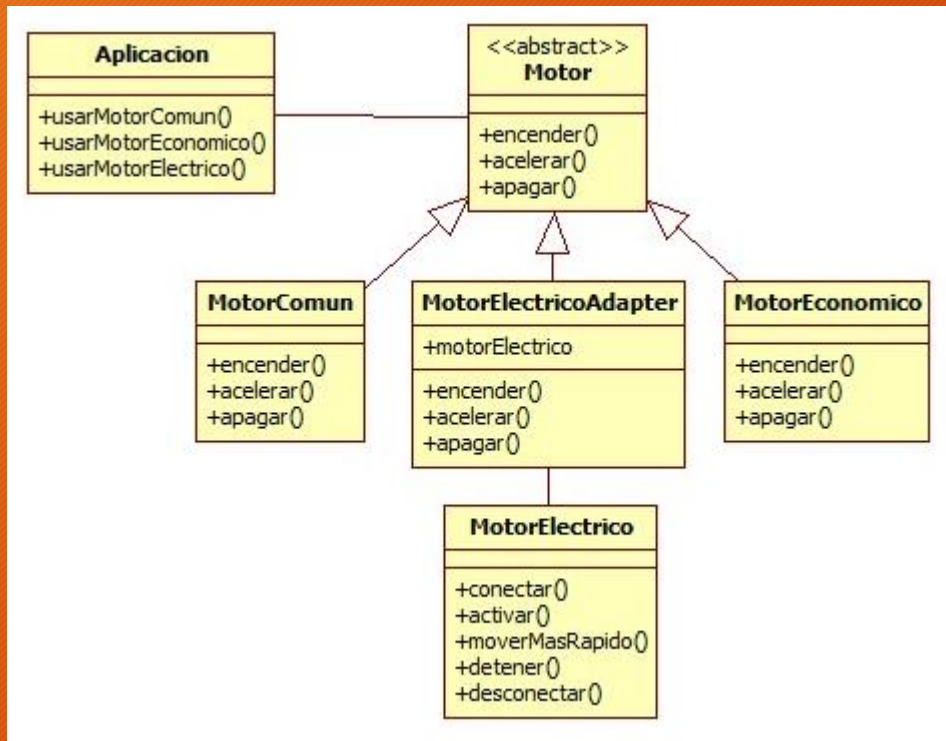 Aplicacion
+usarMotorComun()
+usarMotorEconomico()
+usarMotorElectrico()
<<abstract>>
Motor
+encender()
+acelerar()
+apagar()
MotorComun
+encender()
+acelerar()
+apagar()
MotorElectricoAdapter
+motorElectrico
+encender()
+acelerar()
+apagar()
MotorEconomico
+encender()
+acelerar()
+apagar()
MotorElectrico
+conectar()
+activar()
+moverMasRapido()
+detener()
+desconectar()